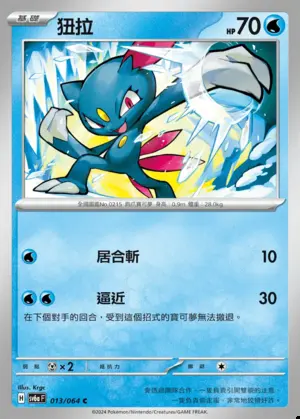 基礎 狃拉 HP 70
全國圖鑑No.0215 鉤爪寶可夢 身高:0.9m 體重:28.0kg
居合斬 10
逼近 30
在下個對手的回合,受到這個招式的寶可夢無法撤退。
弱點 ×2 抵抗力 撤退
Illus. Krgc
H sv6a F 013/064 C
©2024 Pokémon/Nintendo/Creatures/GAME FREAK.